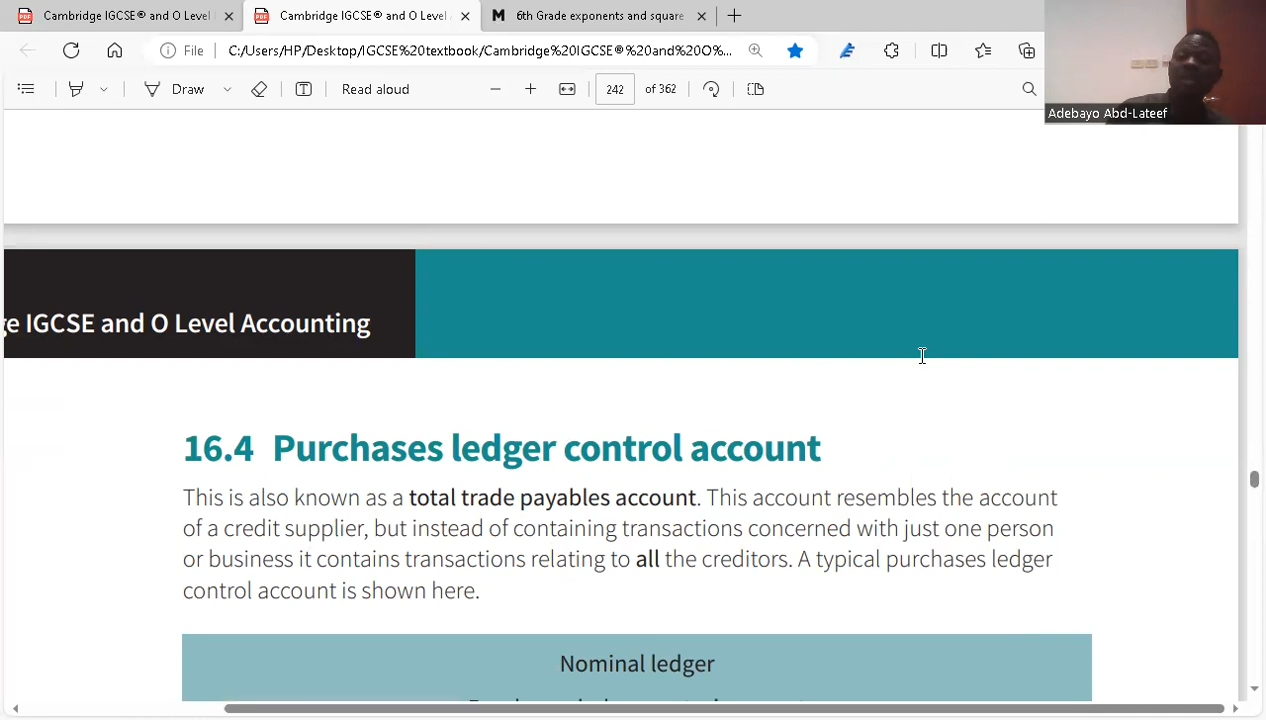 Cambridge IGCSE® and O Level
Cambridge IGCSE® and O Level
6th Grade exponents and square
File
C:/Users/HP/Desktop/IGCSE%20textbook/Cambridge%20IGCSE®%20and%20O%...
Draw
Read aloud
242
of 362
Adebayo Abd-Lateef
ge IGCSE and O Level Accounting
16.4 Purchases ledger control account
This is also known as a total trade payables account. This account resembles the account
of a credit supplier, but instead of containing transactions concerned with just one person
or business it contains transactions relating to all the creditors. A typical purchases ledger
control account is shown here.
Nominal ledger